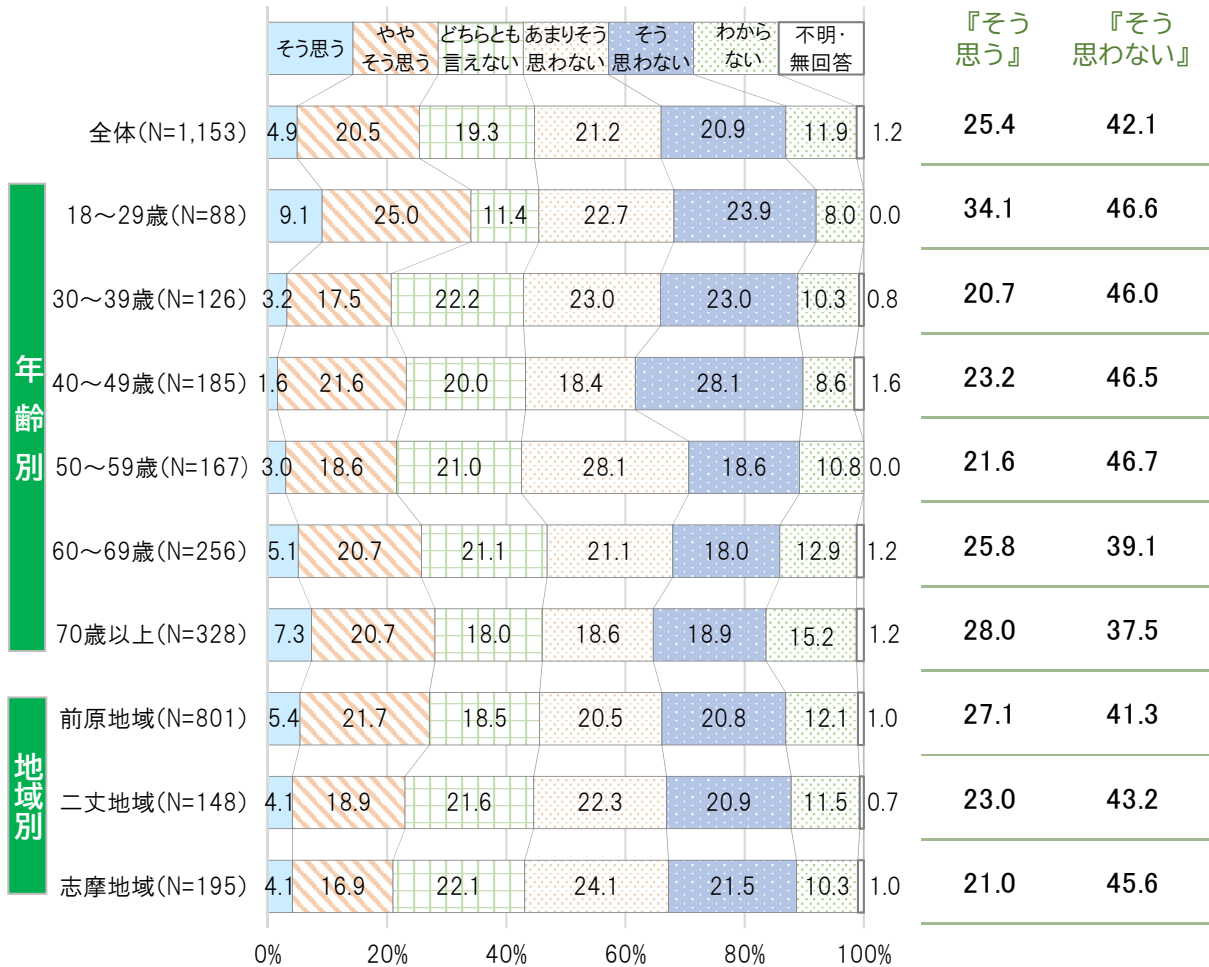 そう思う
やや
そう思う
どちらとも
言えない
あまりそう
思わない
そう
思わない
わから
ない
不明・
無回答
『そう
思う』
『そう
思わない』
全体(N=1,153) 4.9 20.5 19.3 21.2 20.9 11.9 1.2 25.4 42.1
年齢別
18～29歳(N=88) 9.1 25.0 11.4 22.7 23.9 8.0 0.0 34.1 46.6
30～39歳(N=126) 3.2 17.5 22.2 23.0 23.0 10.3 0.8 20.7 46.0
40～49歳(N=185) 1.6 21.6 20.0 18.4 28.1 8.6 1.6 23.2 46.5
50～59歳(N=167) 3.0 18.6 21.0 28.1 18.6 10.8 0.0 21.6 46.7
60～69歳(N=256) 5.1 20.7 21.1 21.1 18.0 12.9 1.2 25.8 39.1
70歳以上(N=328) 7.3 20.7 18.0 18.6 18.9 15.2 1.2 28.0 37.5
地域別
前原地域(N=801) 5.4 21.7 18.5 20.5 20.8 12.1 1.0 27.1 41.3
二丈地域(N=148) 4.1 18.9 21.6 22.3 20.9 11.5 0.7 23.0 43.2
志摩地域(N=195) 4.1 16.9 22.1 24.1 21.5 10.3 1.0 21.0 45.6
0% 20% 40% 60% 80% 100%